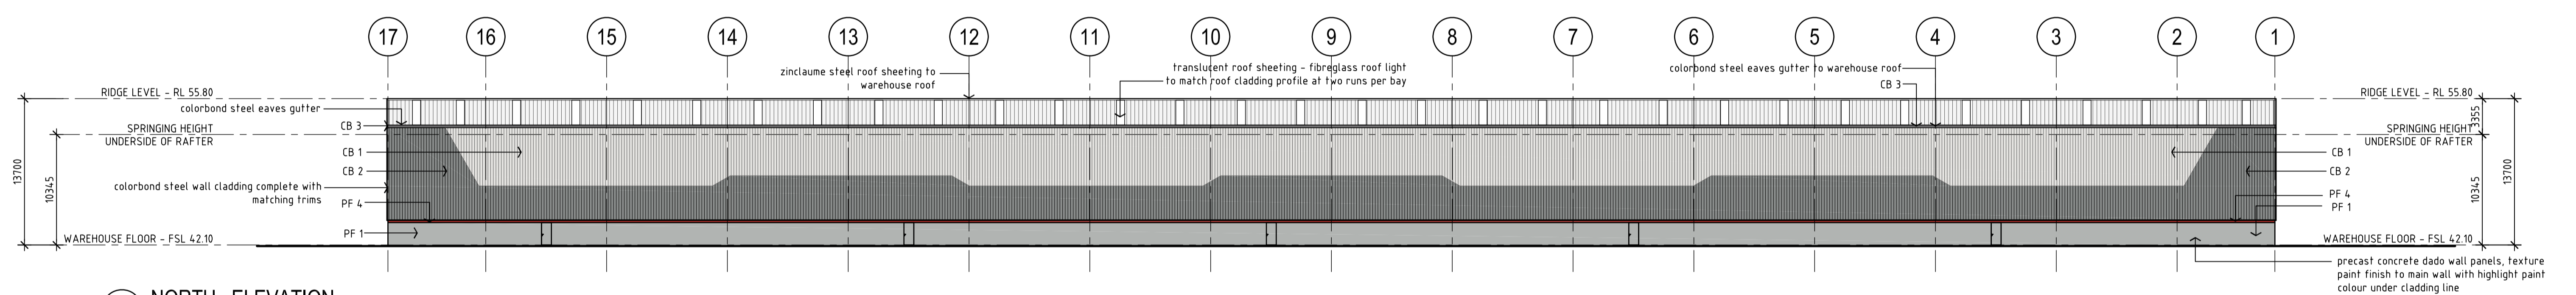 17 16 15 14 13 12 11 10 9 8 7 6 5 4 3 2 1
zinclaume steel roof sheeting to
warehouse roof
translucent roof sheeting - fibreglass roof light
to match roof cladding profile at two runs per bay
colorbond steel eaves gutter to warehouse roof
CB 3
RIDGE LEVEL - RL 55.80
colorbond steel eaves gutter
CB 3
SPRINGING HEIGHT
UNDERSIDE OF RAFTER
CB 1
CB 2
colorbond steel wall cladding complete with
matching trims
PF 4
PF 1
WAREHOUSE FLOOR - FSL 42.10
13700
10345
RIDGE LEVEL - RL 55.80
3355
SPRINGING HEIGHT
UNDERSIDE OF RAFTER
CB 1
CB 2
PF 4
PF 1
10345
13700
WAREHOUSE FLOOR - FSL 42.10
precast concrete dado wall panels, texture
paint finish to main wall with highlight paint
colour under cladding line
NORTH ELEVATION